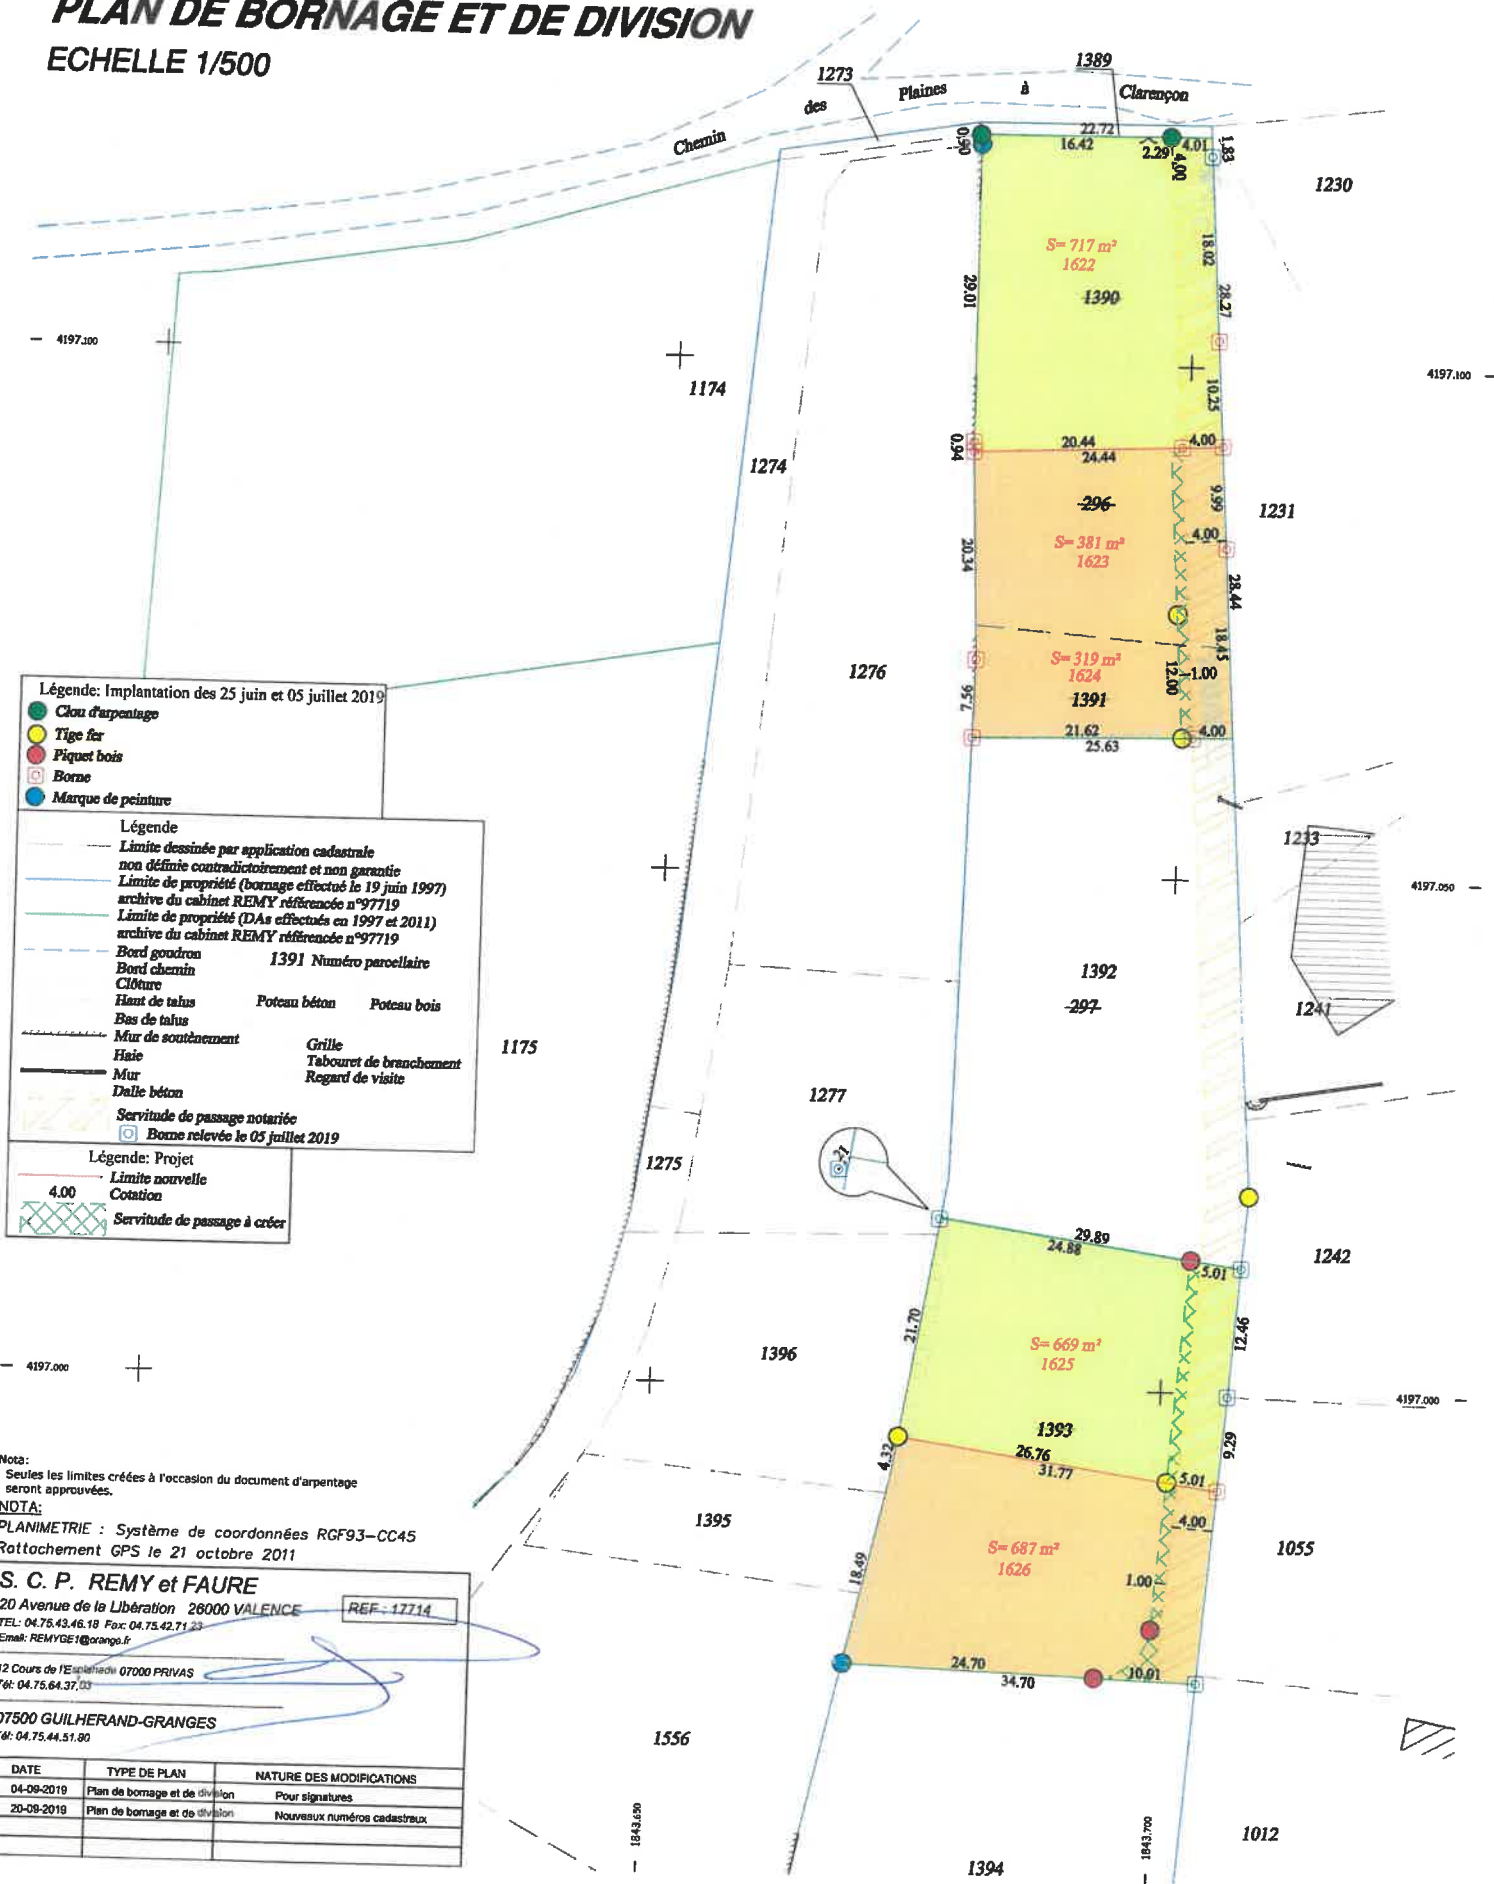 PLAN DE BORNAGE ET DE DIVISION
ECHELLE 1/500
1273
1389
Chemin des Plaines à Clarençon
22.72
16.42
2.29
4.01
4.00
0.90
1.83
1230
S= 717 m²
1622
1390
18.02
28.27
29.01
10.25
4197.100
4197.100
1174
1274
0.94
20.44
4.00
24.44
296
9.99
1231
S= 381 m²
1623
4.00
20.34
28.44
18.45
1276
S= 319 m²
1624
12.00
1.00
1391
7.56
21.62
4.00
25.63
Légende: Implantation des 25 juin et 05 juillet 2019
Clou d'arpentage
Tige fer
Piquet bois
Borne
Marque de peinture
Légende
Limite dessinée par application cadastrale
non définie contradictoirement et non garantie
Limite de propriété (bornage effectué le 19 juin 1997)
archive du cabinet REMY référencée n°97719
Limite de propriété (DAs effectués en 1997 et 2011)
archive du cabinet REMY référencée n°97719
Bord goudron
1391 Numéro parcellaire
Bord chemin
Clôture
Haut de talus Poteau béton Poteau bois
Bas de talus
Mur de soutènement
Grille
Haie
Tabouret de branchement
Mur
Regard de visite
Dalle béton
Servitude de passage notariée
Borne relevée le 05 juillet 2019
Légende: Projet
Limite nouvelle
4.00 Cotation
Servitude de passage à créer
1233
4197.050
1392
297
1241
1175
1277
1275
.21
29.89
24.88
5.01
1242
21.70
12.46
S= 669 m²
1625
1396
4197.000
4197.000
1393
26.76
31.77
4.32
5.01
9.29
4.00
1395
S= 687 m²
1626
1055
18.49
1.00
24.70
10.01
34.70
1556
1843.650
1843.700
1012
1394
Nota:
Seules les limites créées à l'occasion du document d'arpentage
seront approuvées.
NOTA:
PLANIMETRIE : Système de coordonnées RGF93-CC45
Rattachement GPS le 21 octobre 2011
S. C. P. REMY et FAURE
20 Avenue de la Libération 26000 VALENCE
REF : 17714
TEL: 04.75.43.46.18 Fax: 04.75.42.71.23
Email: REMYGE1@orange.fr
12 Cours de l'Esplanade 07000 PRIVAS
Tél: 04.75.64.37.03
07500 GUILHERAND-GRANGES
Tél: 04.75.44.51.80
DATE TYPE DE PLAN NATURE DES MODIFICATIONS
04-09-2019 Plan de bornage et de division Pour signatures
20-09-2019 Plan de bornage et de division Nouveaux numéros cadastraux